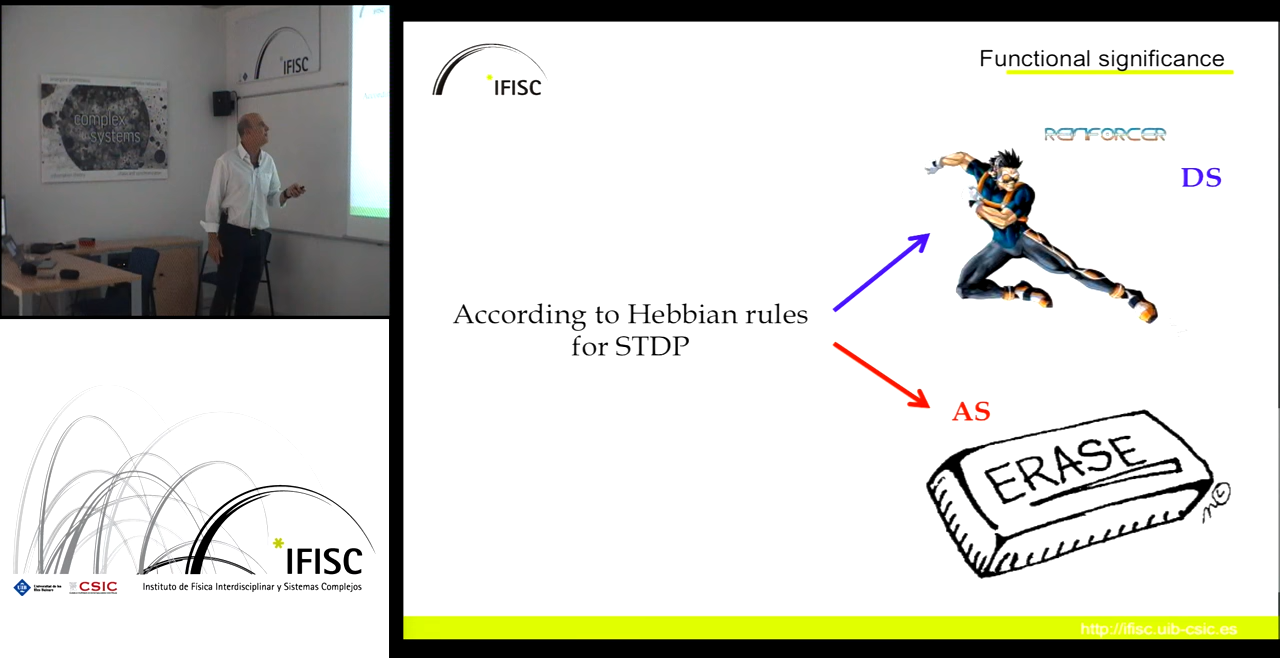 IFISC
complex
systems
IFISC
Functional significance
REINFORCER
DS
According to Hebbian rules
for STDP
AS
ERASE
*IFISC
CSIC
Instituto de Física Interdisciplinar y Sistemas Complejos
http://ifisc.uib-csic.es